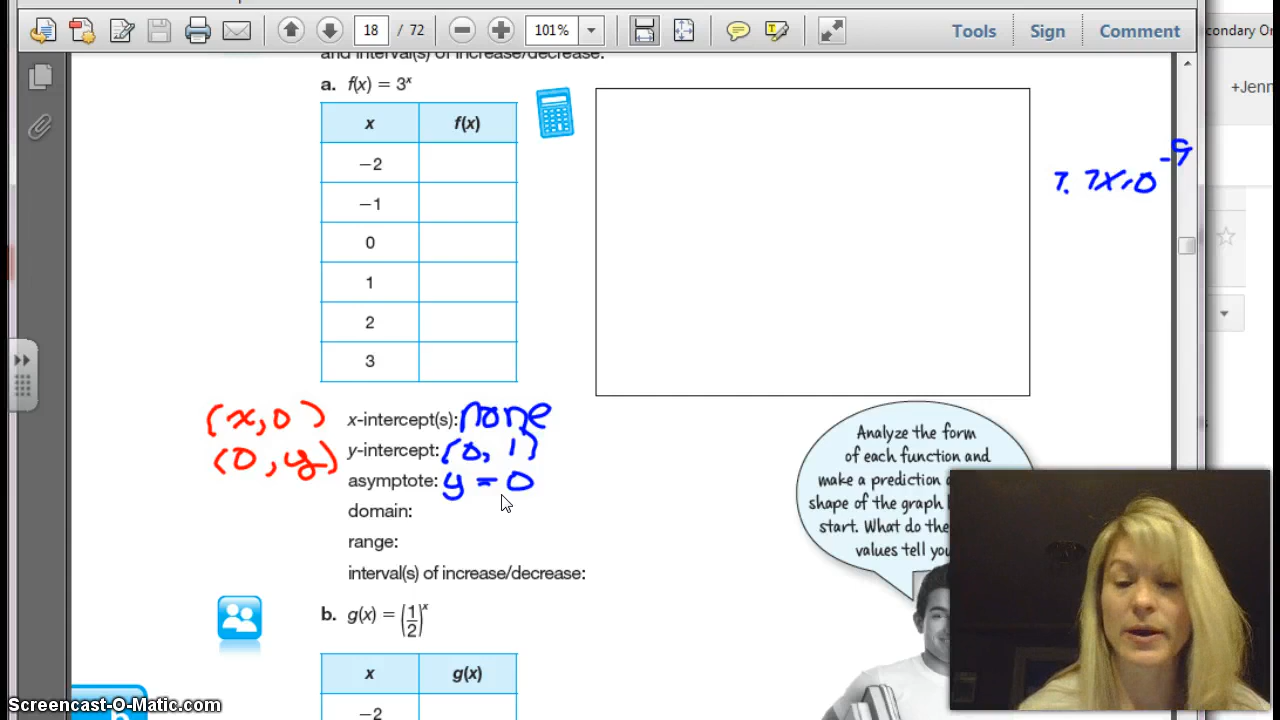 18 / 72 101% Tools Sign Comment
condary Or
+Jenn
and interval(s) of increase/decrease.
a. f(x) = 3ˣ
x f(x)
−2
−1
0
1
2
3
7.7x10⁻⁹
(x,0) x-intercept(s): none
(0,y) y-intercept: (0, 1)
asymptote: y = 0
domain:
range:
interval(s) of increase/decrease:
Analyze the form
of each function and
make a prediction
shape of the graph
start. What do the
values tell you
b. g(x) = (1/2)ˣ
x g(x)
−2
Screencast-O-Matic.com